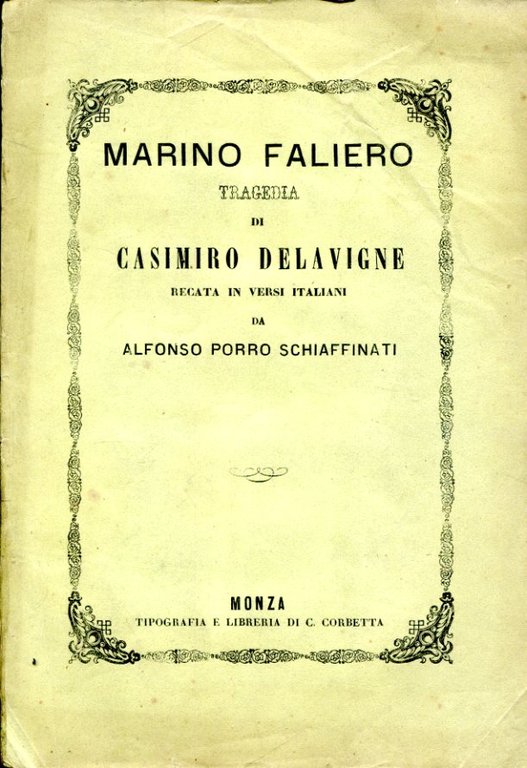 MARINO FALIERO
TRAGEDIA
DI
CASIMIRO DELAVIGNE
RECATA IN VERSI ITALIANI
DA
ALFONSO PORRO SCHIAFFINATI
MONZA
TIPOGRAFIA E LIBRERIA DI C. CORBETTA